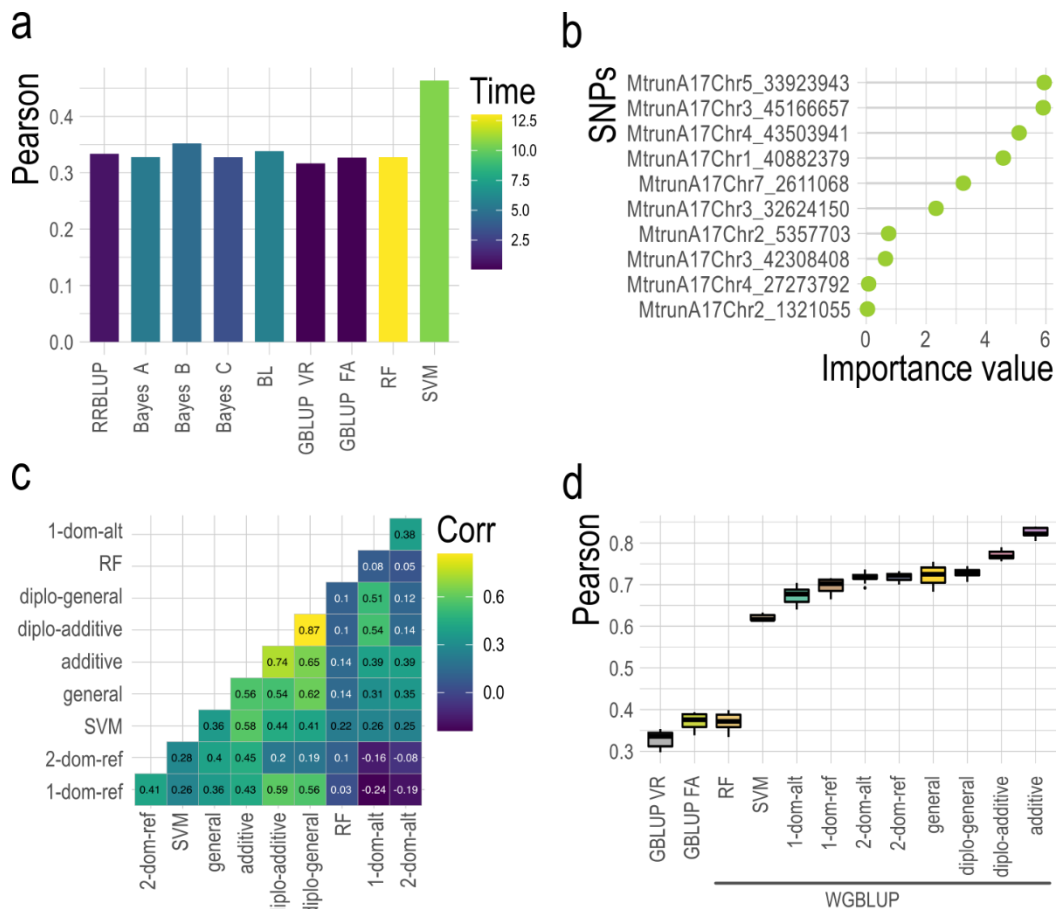 a
Pearson
0.4
0.3
0.2
0.1
0.0
RRBLUP
Bayes A
Bayes B
Bayes C
BL
GBLUP VR
GBLUP FA
RF
SVM
Time
12.5
10.0
7.5
5.0
2.5
b
SNPs
MtrunA17Chr5_33923943
MtrunA17Chr3_45166657
MtrunA17Chr4_43503941
MtrunA17Chr1_40882379
MtrunA17Chr7_2611068
MtrunA17Chr3_32624150
MtrunA17Chr2_5357703
MtrunA17Chr3_42308408
MtrunA17Chr4_27273792
MtrunA17Chr2_1321055
0 2 4 6
Importance value
c
1-dom-alt 0.38
RF 0.08 0.05
diplo-general 0.1 0.51 0.12
diplo-additive 0.87 0.1 0.54 0.14
additive 0.74 0.65 0.14 0.39 0.39
general 0.56 0.54 0.62 0.14 0.31 0.35
SVM 0.36 0.58 0.44 0.41 0.22 0.26 0.25
2-dom-ref 0.28 0.4 0.45 0.2 0.19 0.1 -0.16 -0.08
1-dom-ref 0.41 0.26 0.36 0.43 0.59 0.56 0.03 -0.24 -0.19
2-dom-ref
SVM
general
additive
diplo-additive
diplo-general
RF
1-dom-alt
2-dom-alt
Corr
0.6
0.3
0.0
d
Pearson
0.8
0.7
0.6
0.5
0.4
0.3
GBLUP VR
GBLUP FA
RF
SVM
1-dom-alt
1-dom-ref
2-dom-alt
2-dom-ref
general
diplo-general
diplo-additive
additive
WGBLUP